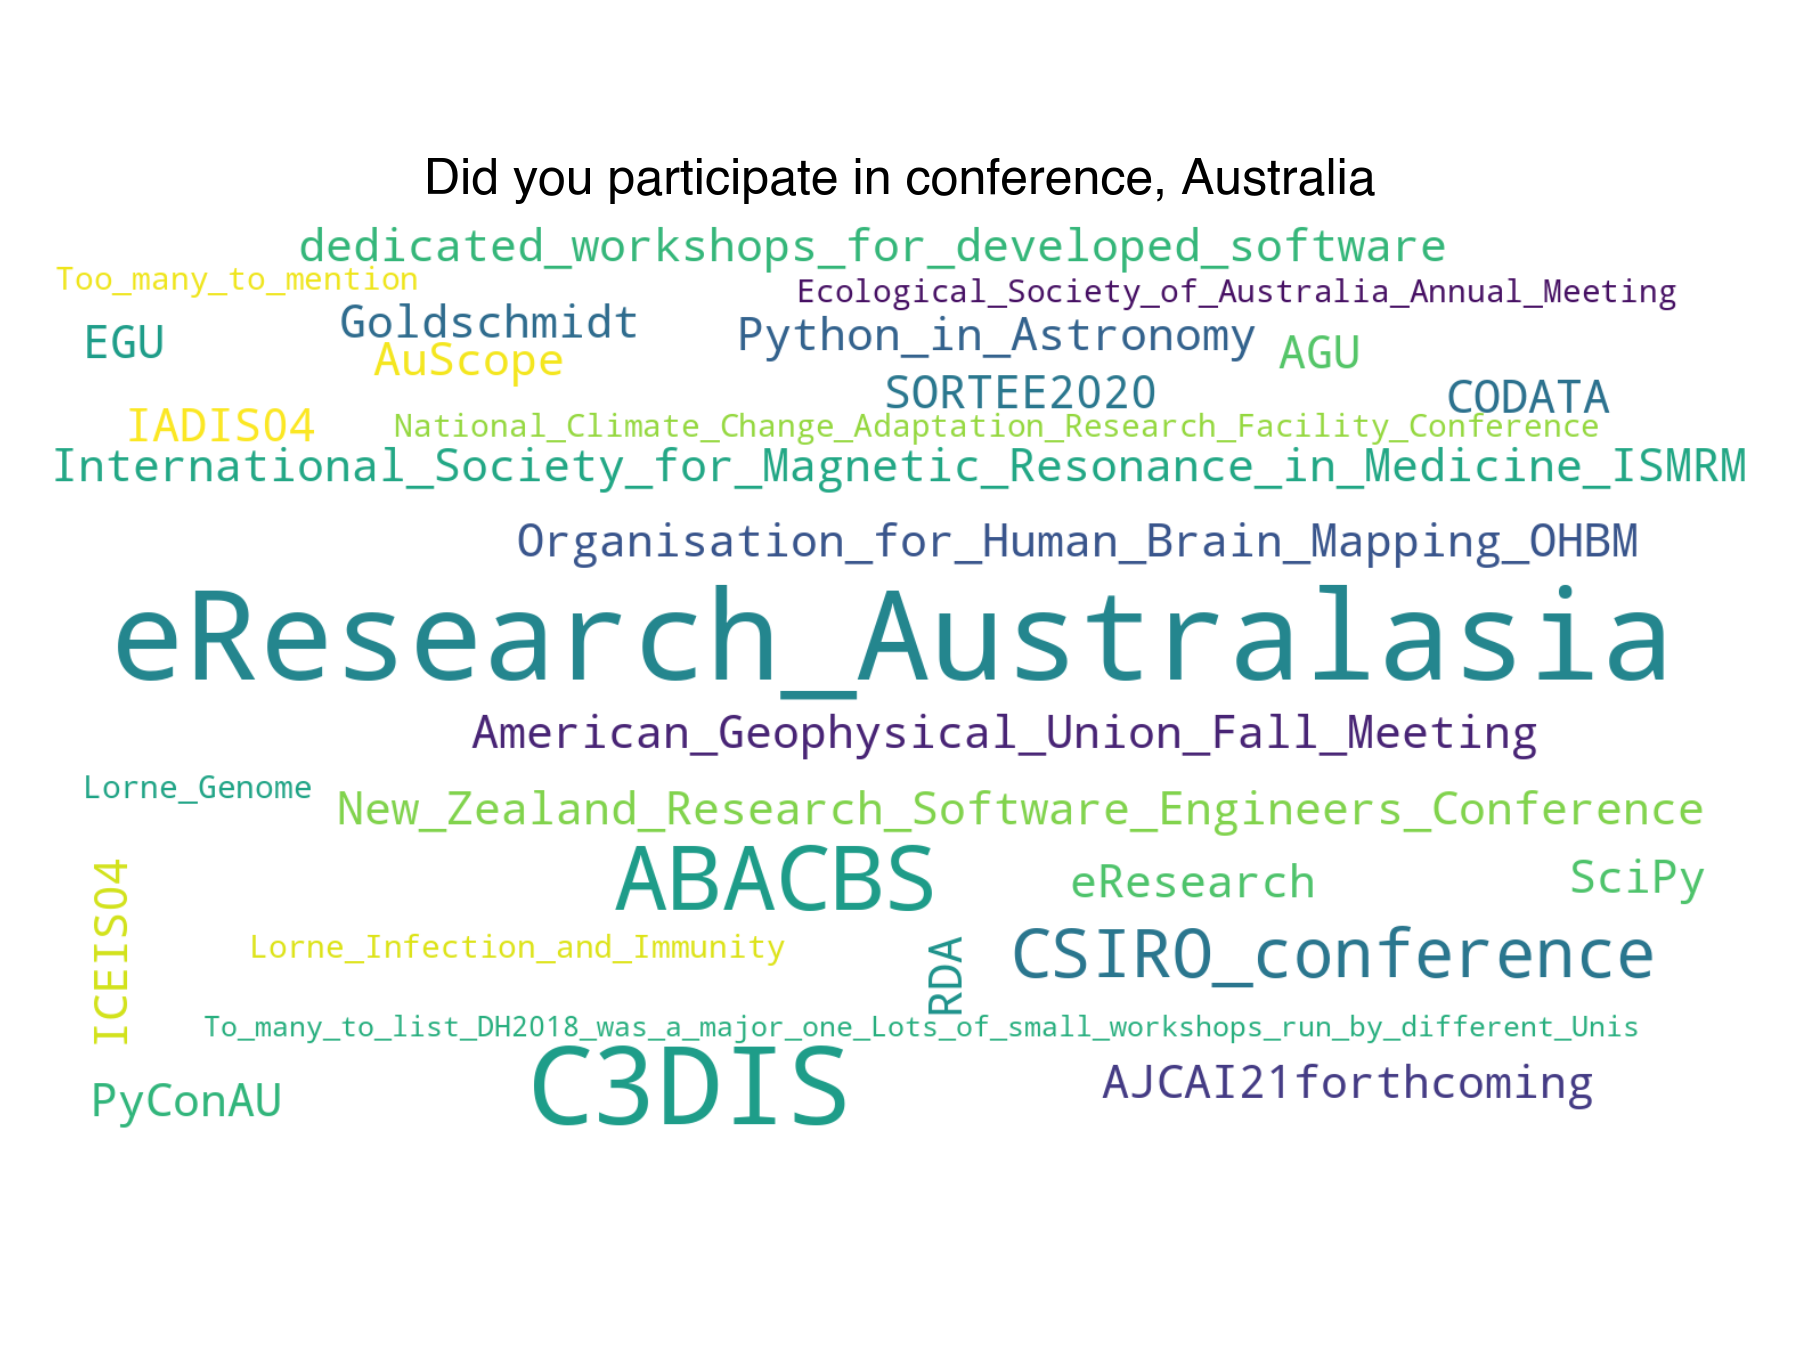 Did you participate in conference, Australia
dedicated_workshops_for_developed_software
Too_many_to_mention
Ecological_Society_of_Australia_Annual_Meeting
EGU
Goldschmidt
Python_in_Astronomy
AGU
AuScope
SORTEE2020
CODATA
IADIS04
National_Climate_Change_Adaptation_Research_Facility_Conference
International_Society_for_Magnetic_Resonance_in_Medicine_ISMRM
Organisation_for_Human_Brain_Mapping_OHBM
eResearch_Australasia
American_Geophysical_Union_Fall_Meeting
Lorne_Genome
New_Zealand_Research_Software_Engineers_Conference
ABACBS
eResearch
SciPy
ICEIS04
Lorne_Infection_and_Immunity
RDA
CSIRO_conference
To_many_to_list_DH2018_was_a_major_one_Lots_of_small_workshops_run_by_different_Unis
PyConAU
C3DIS
AJCAI21forthcoming